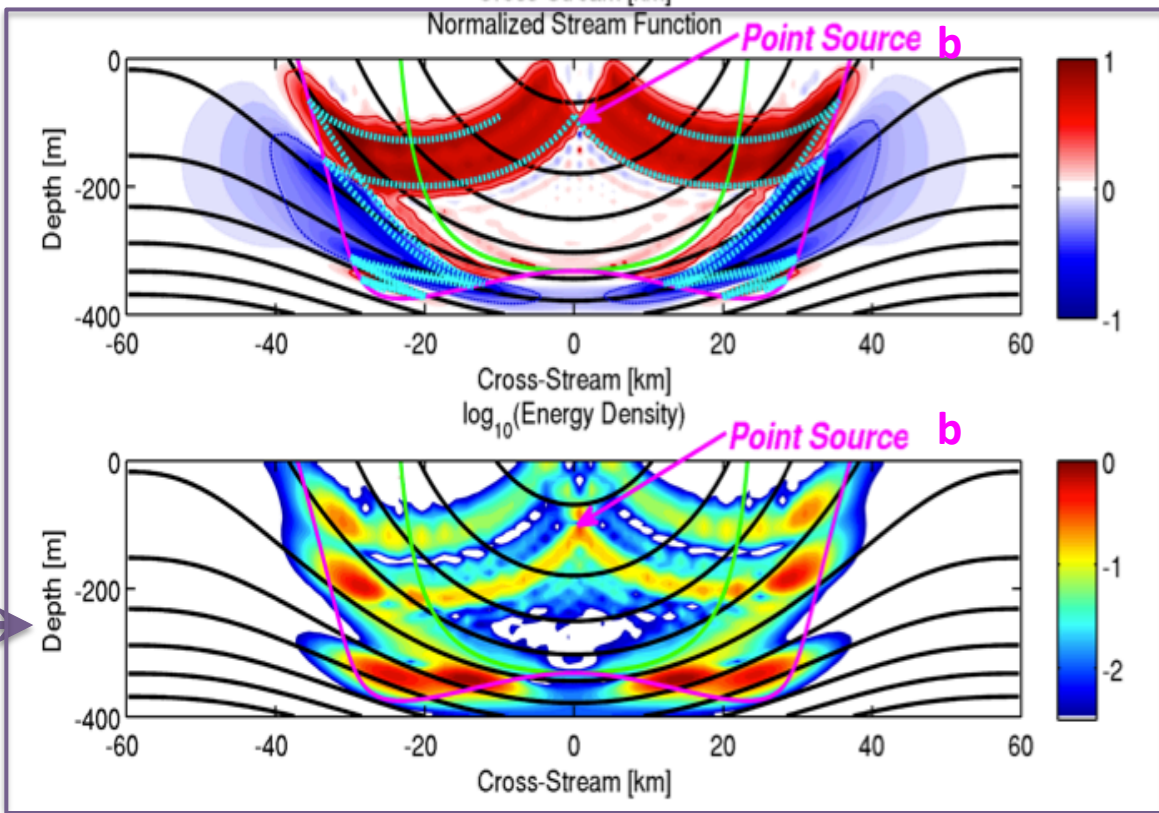 Normalized Stream Function
Point Source b
0
-200
-400
Depth [m]
-60 -40 -20 0 20 40 60
Cross-Stream [km]
1
0
-1
log10(Energy Density)
Point Source b
0
-200
-400
Depth [m]
-60 -40 -20 0 20 40 60
Cross-Stream [km]
0
-1
-2